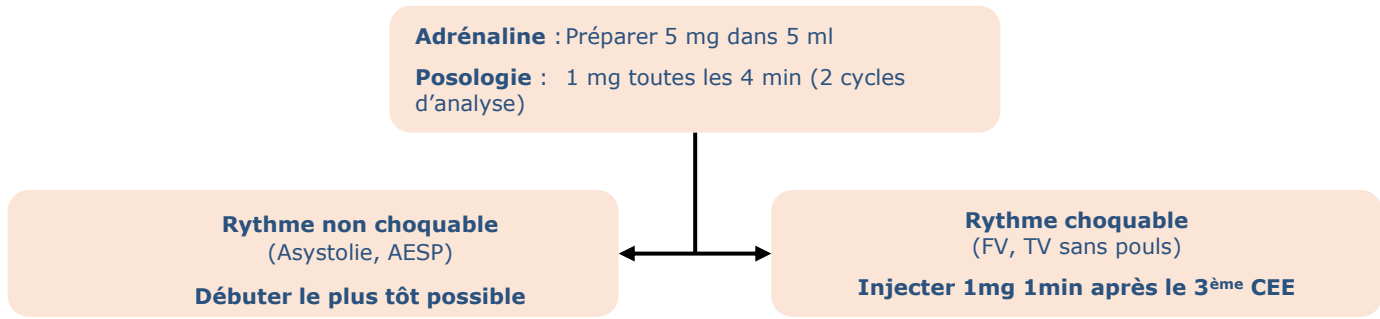 Adrénaline : Préparer 5 mg dans 5 ml
Posologie : 1 mg toutes les 4 min (2 cycles
d’analyse)
Rythme non choquable
(Asystolie, AESP)
Débuter le plus tôt possible
Rythme choquable
(FV, TV sans pouls)
Injecter 1mg 1min après le 3ème CEE